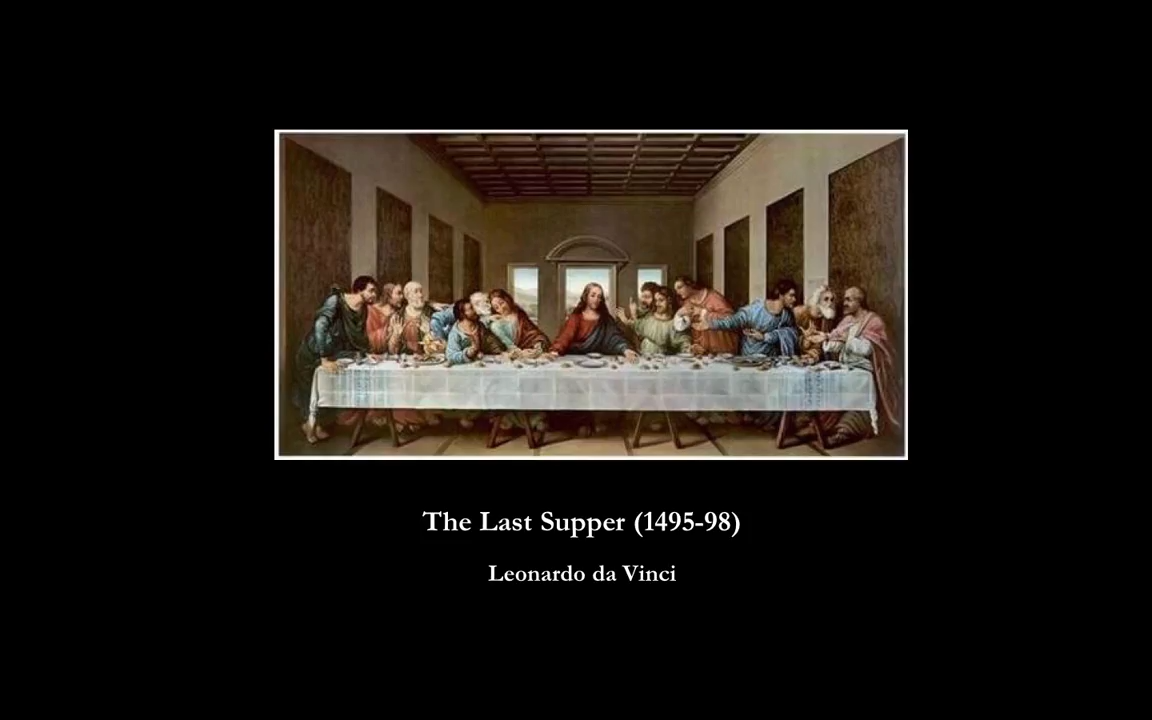 The Last Supper (1495-98)
Leonardo da Vinci